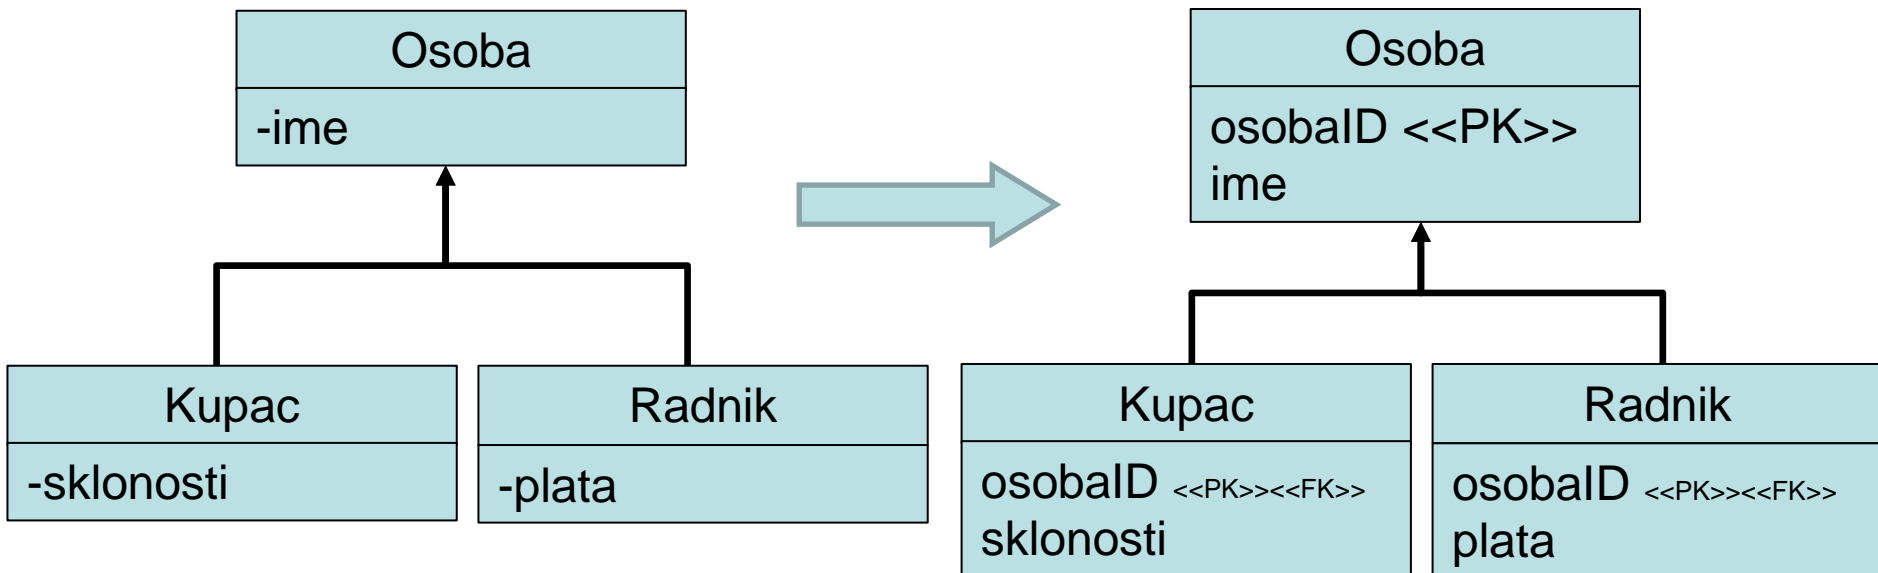 Osoba
-ime
Kupac
-sklonosti
Radnik
-plata
Osoba
osobaID <<PK>>
ime
Kupac
osobaID <<PK>><<FK>>
sklonosti
Radnik
osobaID <<PK>><<FK>>
plata